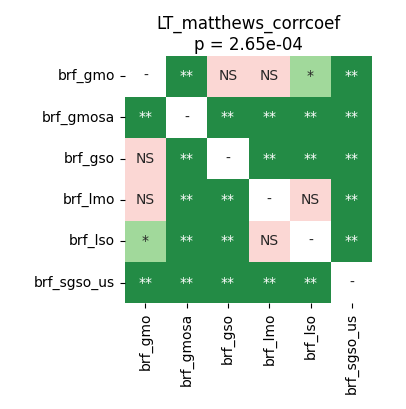 LT_matthews_corrcoef
p = 2.65e-04
brf_gmo - ** NS NS * **
brf_gmosa ** - ** ** ** **
brf_gso NS ** - ** ** **
brf_lmo NS ** ** - NS **
brf_lso * ** ** NS - **
brf_sgso_us ** ** ** ** ** -
brf_gmo brf_gmosa brf_gso brf_lmo brf_lso brf_sgso_us